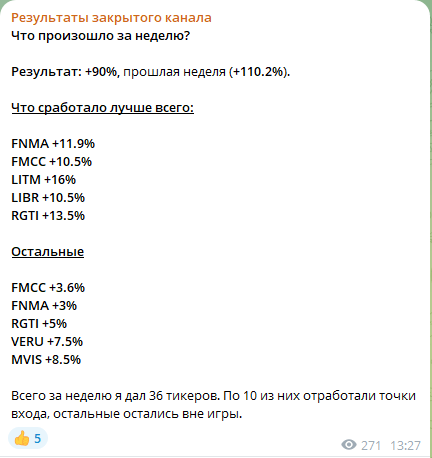 Результаты закрытого канала
Что произошло за неделю?
Результат: +90%, прошлая неделя (+110.2%).
Что сработало лучше всего:
FNMA +11.9%
FMCC +10.5%
LITM +16%
LIBR +10.5%
RGTI +13.5%
Остальные
FMCC +3.6%
FNMA +3%
RGTI +5%
VERU +7.5%
MVIS +8.5%
Всего за неделю я дал 36 тикеров. По 10 из них отработали точки
входа, остальные остались вне игры.
👍 5
271 13:27